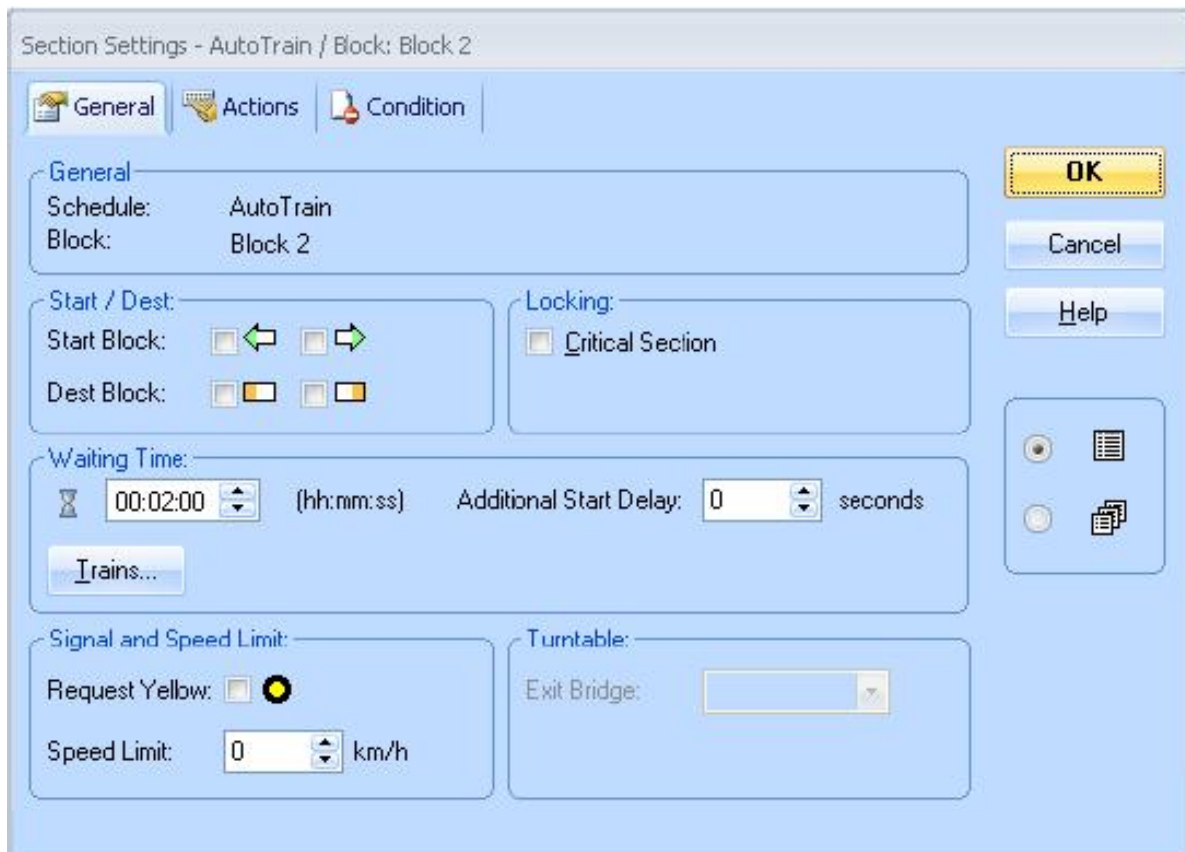 Section Settings - AutoTrain / Block: Block 2
General Actions Condition
General
Schedule: AutoTrain
Block: Block 2
OK
Cancel
Help
Start / Dest:
Start Block:
Dest Block:
Locking:
Critical Section
Waiting Time:
00:02:00 (hh:mm:ss) Additional Start Delay: 0 seconds
Trains...
Signal and Speed Limit:
Request Yellow:
Speed Limit: 0 km/h
Turntable:
Exit Bridge: